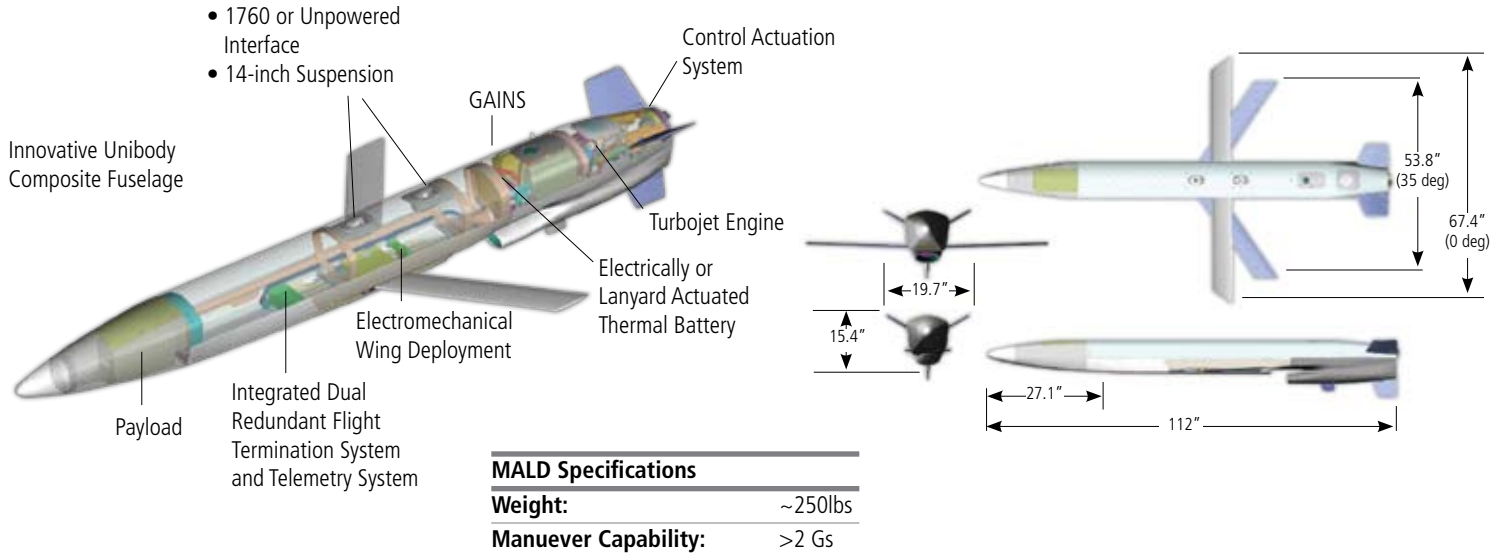 • 1760 or Unpowered
Interface
• 14-inch Suspension
Control Actuation
System
GAINS
Innovative Unibody
Composite Fuselage
Turbojet Engine
Electrically or
Lanyard Actuated
Thermal Battery
Electromechanical
Wing Deployment
Integrated Dual
Redundant Flight
Termination System
and Telemetry System
Payload
53.8”
(35 deg)
67.4”
(0 deg)
19.7”
15.4”
27.1”
112”
MALD Specifications
Weight: ~250lbs
Manuever Capability: >2 Gs